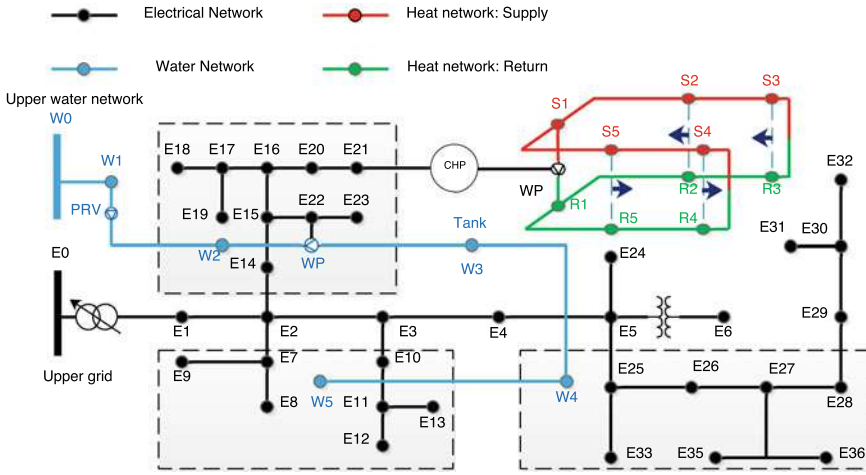 Electrical Network
Heat network: Supply
Water Network
Heat network: Return
Upper water network
W0
W1
PRV
E0
Upper grid
E18
E17
E16
E20
E21
CHP
E19
E15
E22
E23
W2
WP
E14
Tank
W3
WP
S1
S2
S3
S5
S4
R1
R2
R3
R5
R4
E32
E31
E30
E24
E29
E1
E2
E3
E4
E5
E6
E7
E9
E8
E10
E11
E13
E12
W5
W4
E25
E26
E27
E28
E33
E35
E36